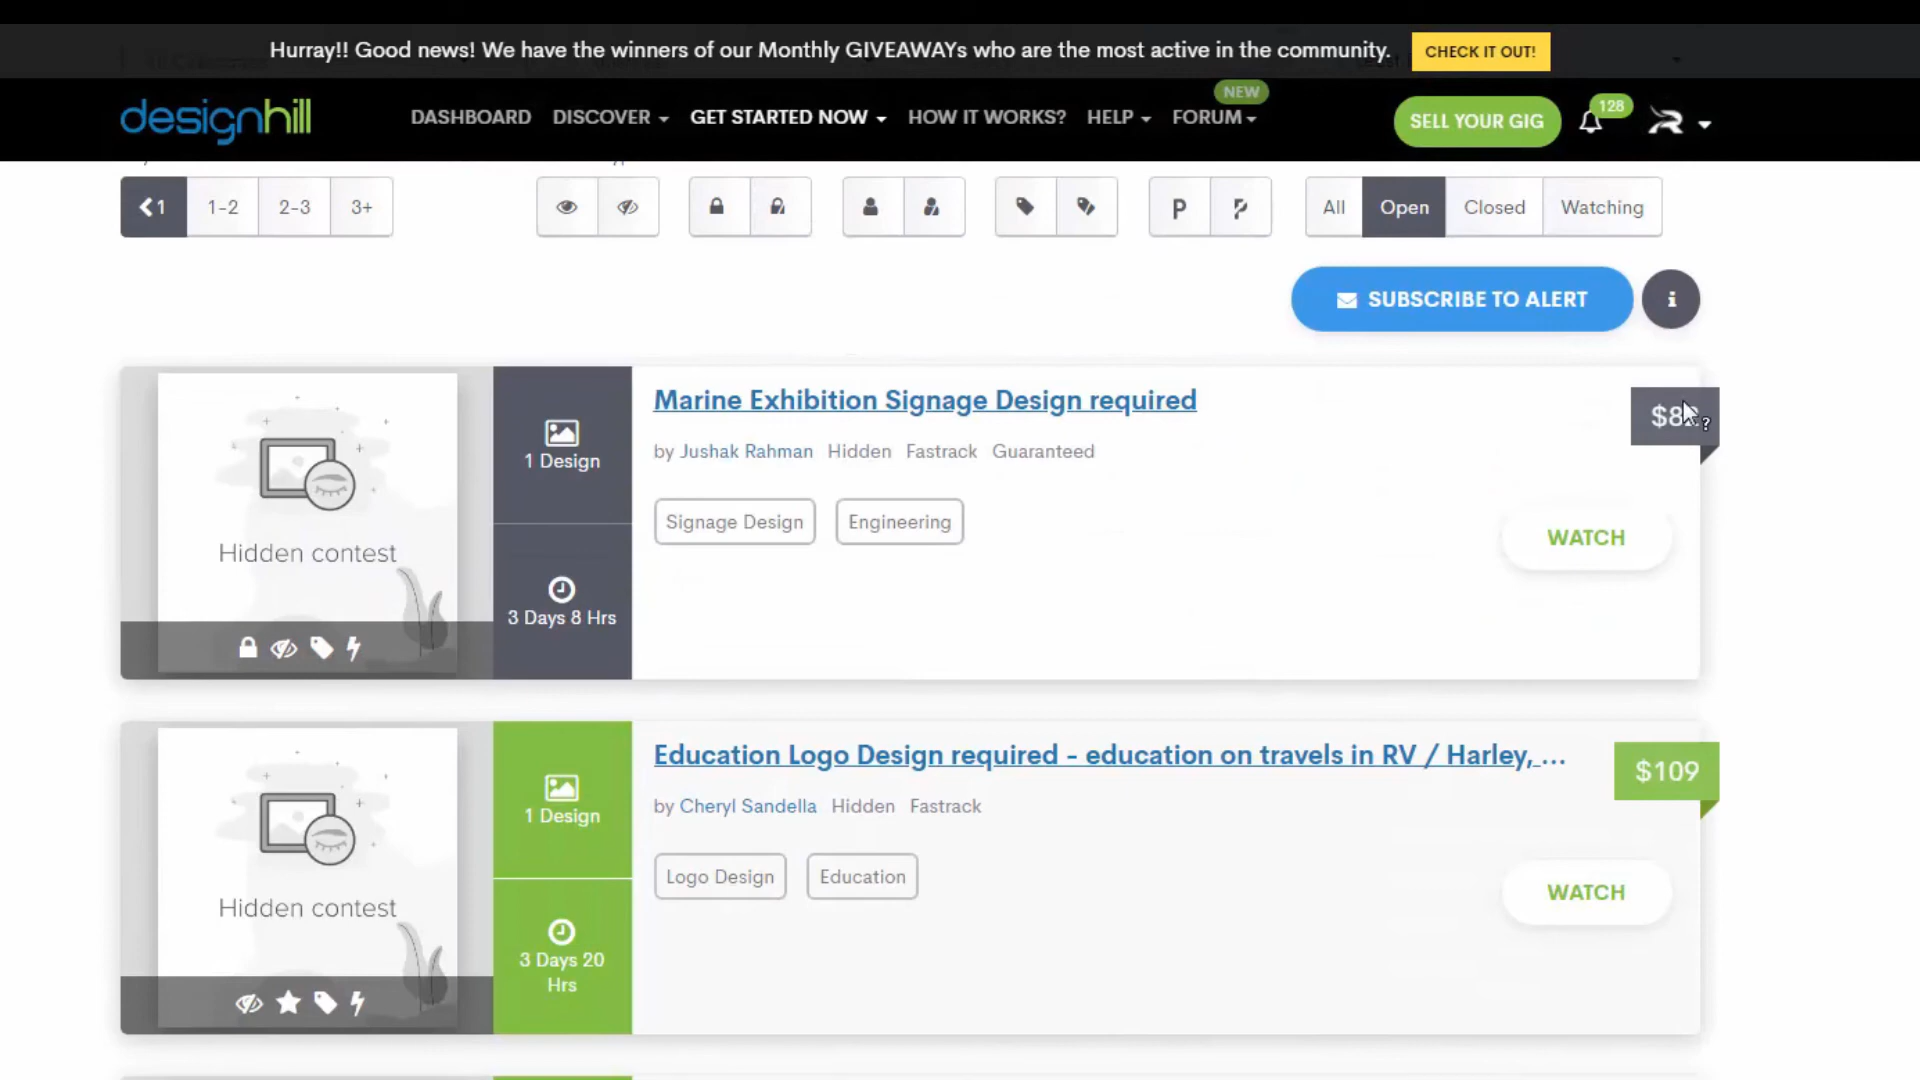 Hurray!! Good news! We have the winners of our Monthly GIVEAWAYs who are the most active in the community. CHECK IT OUT!
designhill DASHBOARD DISCOVER GET STARTED NOW HOW IT WORKS? HELP FORUM NEW SELL YOUR GIG 128
1 1-2 2-3 3+ P P All Open Closed Watching
SUBSCRIBE TO ALERT i
Marine Exhibition Signage Design required
by Jushak Rahman Hidden Fastrack Guaranteed
1 Design
Signage Design Engineering
WATCH
Hidden contest
3 Days 8 Hrs
Education Logo Design required - education on travels in RV / Harley, ...
$109
by Cheryl Sandella Hidden Fastrack
1 Design
Logo Design Education
WATCH
Hidden contest
3 Days 20
Hrs